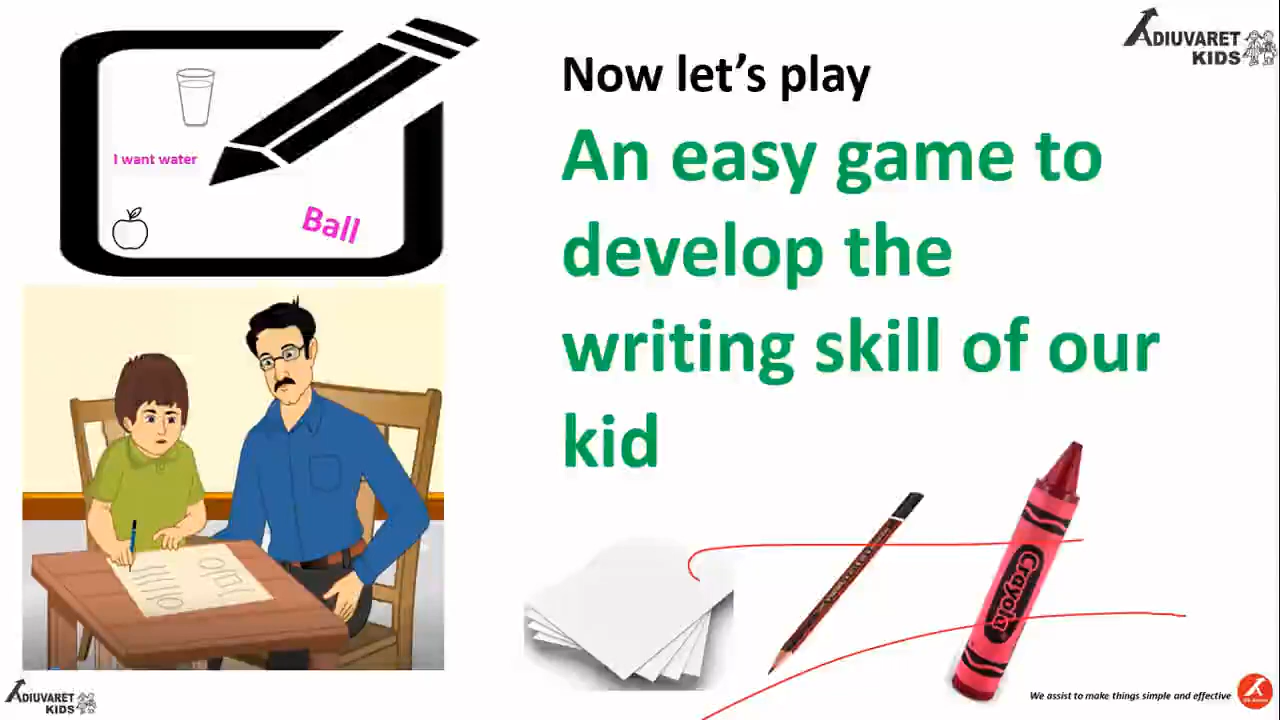 ADIUVARET
KIDS
Now let's play
An easy game to
develop the
writing skill of our
kid
I want water
Ball
Crayola
We assist to make things simple and effective
ADIUVARET
KIDS